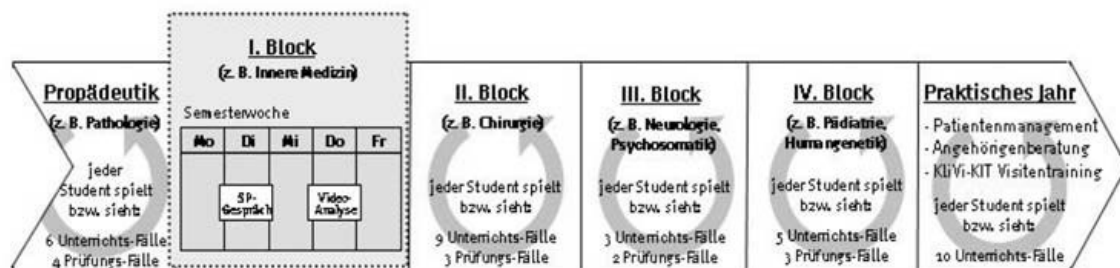 Propädeutik
(z. B. Pathologie)
jeder
Student spielt
bzw. sieht:
6 Unterrichts-Fälle
4 Prüfungs-Fälle
I. Block
(z. B. Innere Medizin)
Semesterwoche
Mo Di Mi Do Fr
SP-
Gespräch
Video-
Analyse
II. Block
(z. B. Chirurgie)
jeder Student spielt
bzw. sieht:
9 Unterrichts-Fälle
3 Prüfungs-Fälle
III. Block
(z. B. Neurologie,
Psychosomatik)
jeder Student spielt
bzw. sieht:
3 Unterrichts-Fälle
2 Prüfungs-Fälle
IV. Block
(z. B. Pädiatrie,
Humangenetik)
jeder Student spielt
bzw. sieht:
5 Unterrichts-Fälle
3 Prüfungs-Fälle
Praktisches Jahr
- Patientenmanagement
- Angehörigenberatung
- KliVi-KIT Visitentraining
jeder Student spielt
bzw. sieht:
10 Unterrichts-Fälle